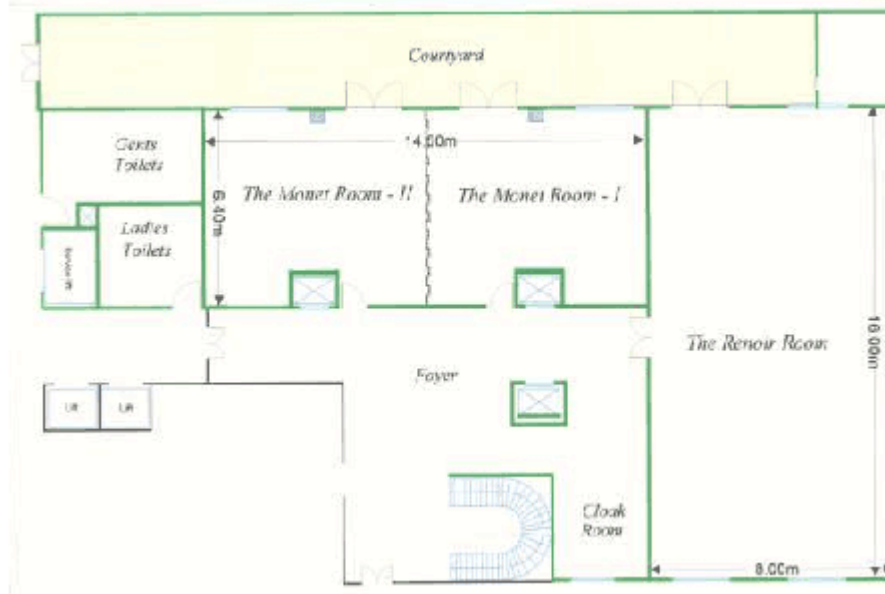 Courtyard
Gents
Toilets
14.00m
The Monet Room - II
The Monet Room - I
6.40m
Ladies
Toilets
16.00m
The Renoir Room
Foyer
Lift
Lift
Cloak
Room
8.00m